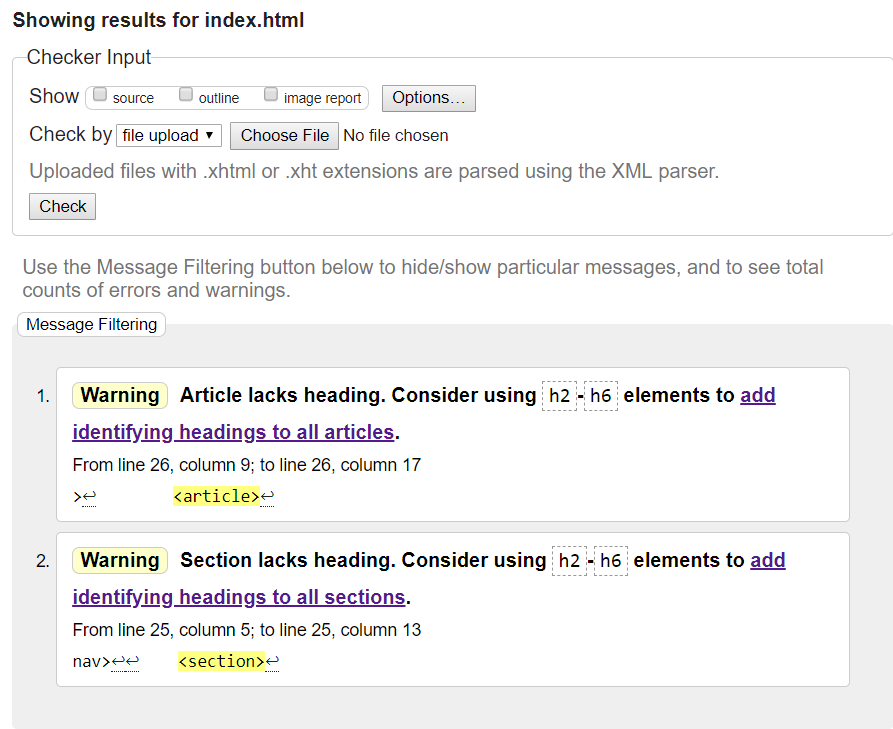 Showing results for index.html
Checker Input
Show source outline image report Options...
Check by file upload ▼ Choose File No file chosen
Uploaded files with .xhtml or .xht extensions are parsed using the XML parser.
Check
Use the Message Filtering button below to hide/show particular messages, and to see total
counts of errors and warnings.
Message Filtering
1. Warning Article lacks heading. Consider using h2-h6 elements to add
identifying headings to all articles.
From line 26, column 9; to line 26, column 17
>↩ <article>↩
2. Warning Section lacks heading. Consider using h2-h6 elements to add
identifying headings to all sections.
From line 25, column 5; to line 25, column 13
nav>↩↩ <section>↩